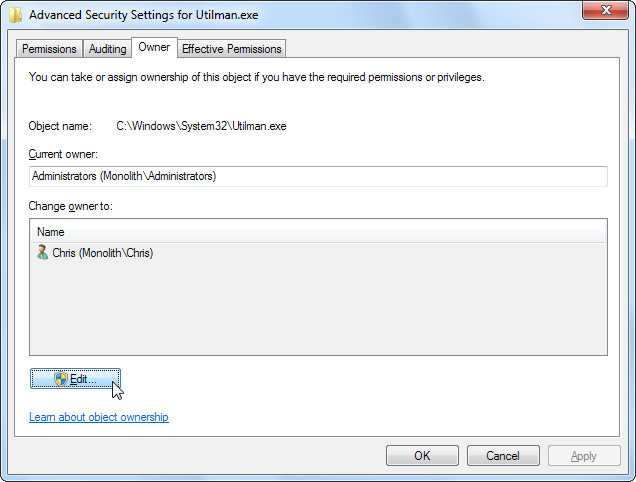 Advanced Security Settings for Utilman.exe
Permissions Auditing Owner Effective Permissions
You can take or assign ownership of this object if you have the required permissions or privileges.
Object name: C:\Windows\System32\Utilman.exe
Current owner:
Administrators (Monolith\Administrators)
Change owner to:
Name
Chris (Monolith\Chris)
Edit...
Learn about object ownership
OK Cancel Apply